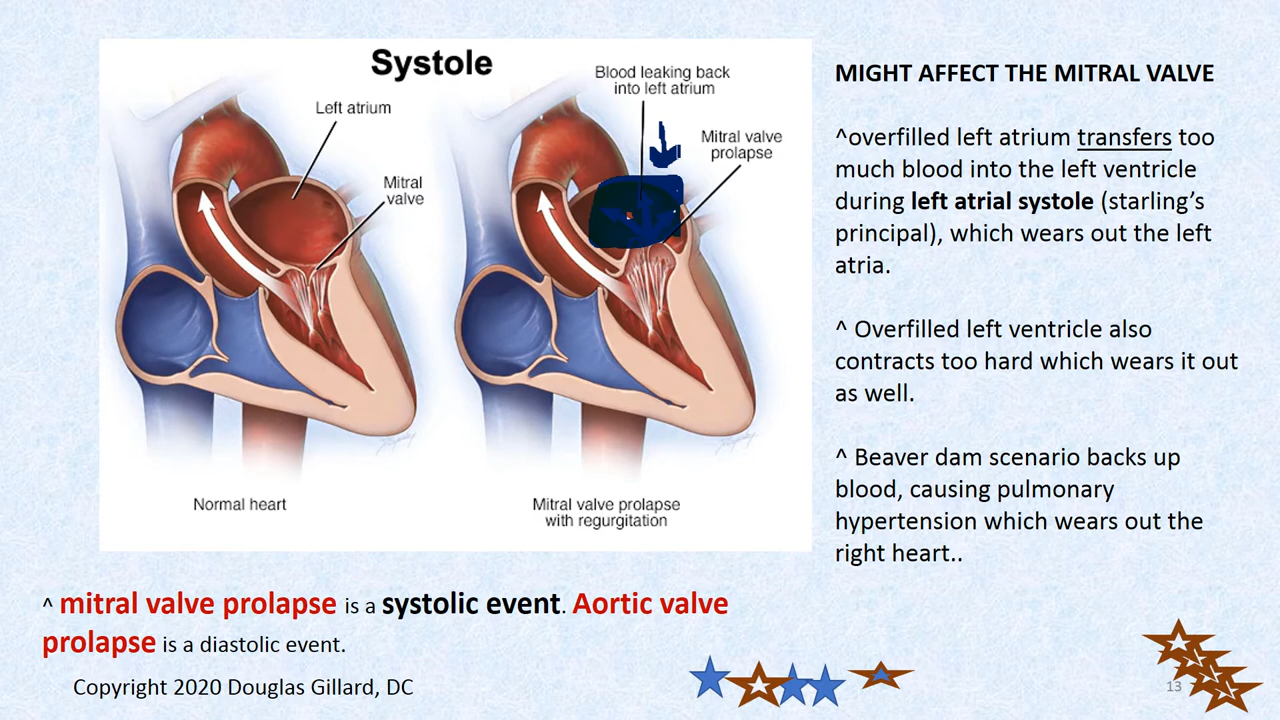 Systole
Left atrium
Mitral
valve
Blood leaking back
into left atrium
Mitral valve
prolapse
Normal heart
Mitral valve prolapse
with regurgitation
MIGHT AFFECT THE MITRAL VALVE
^overfilled left atrium transfers too
much blood into the left ventricle
during left atrial systole (starling’s
principal), which wears out the left
atria.
^ Overfilled left ventricle also
contracts too hard which wears it out
as well.
^ Beaver dam scenario backs up
blood, causing pulmonary
hypertension which wears out the
right heart..
^ mitral valve prolapse is a systolic event. Aortic valve
prolapse is a diastolic event.
Copyright 2020 Douglas Gillard, DC
13